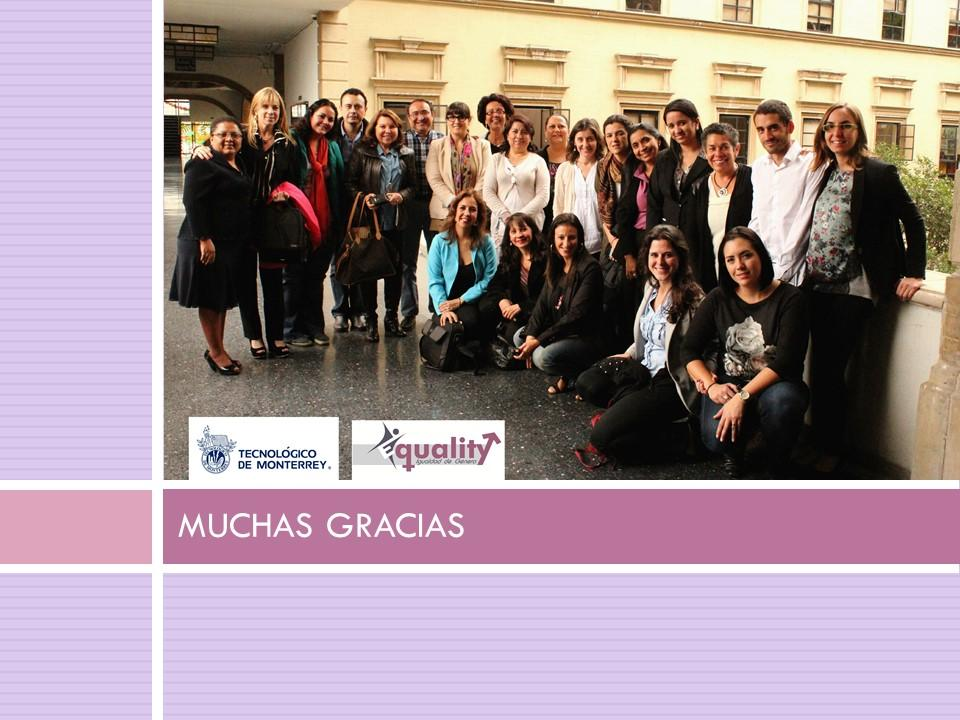 TECNOLÓGICO
DE MONTERREY®
equality
Igualdad de Género
MUCHAS GRACIAS